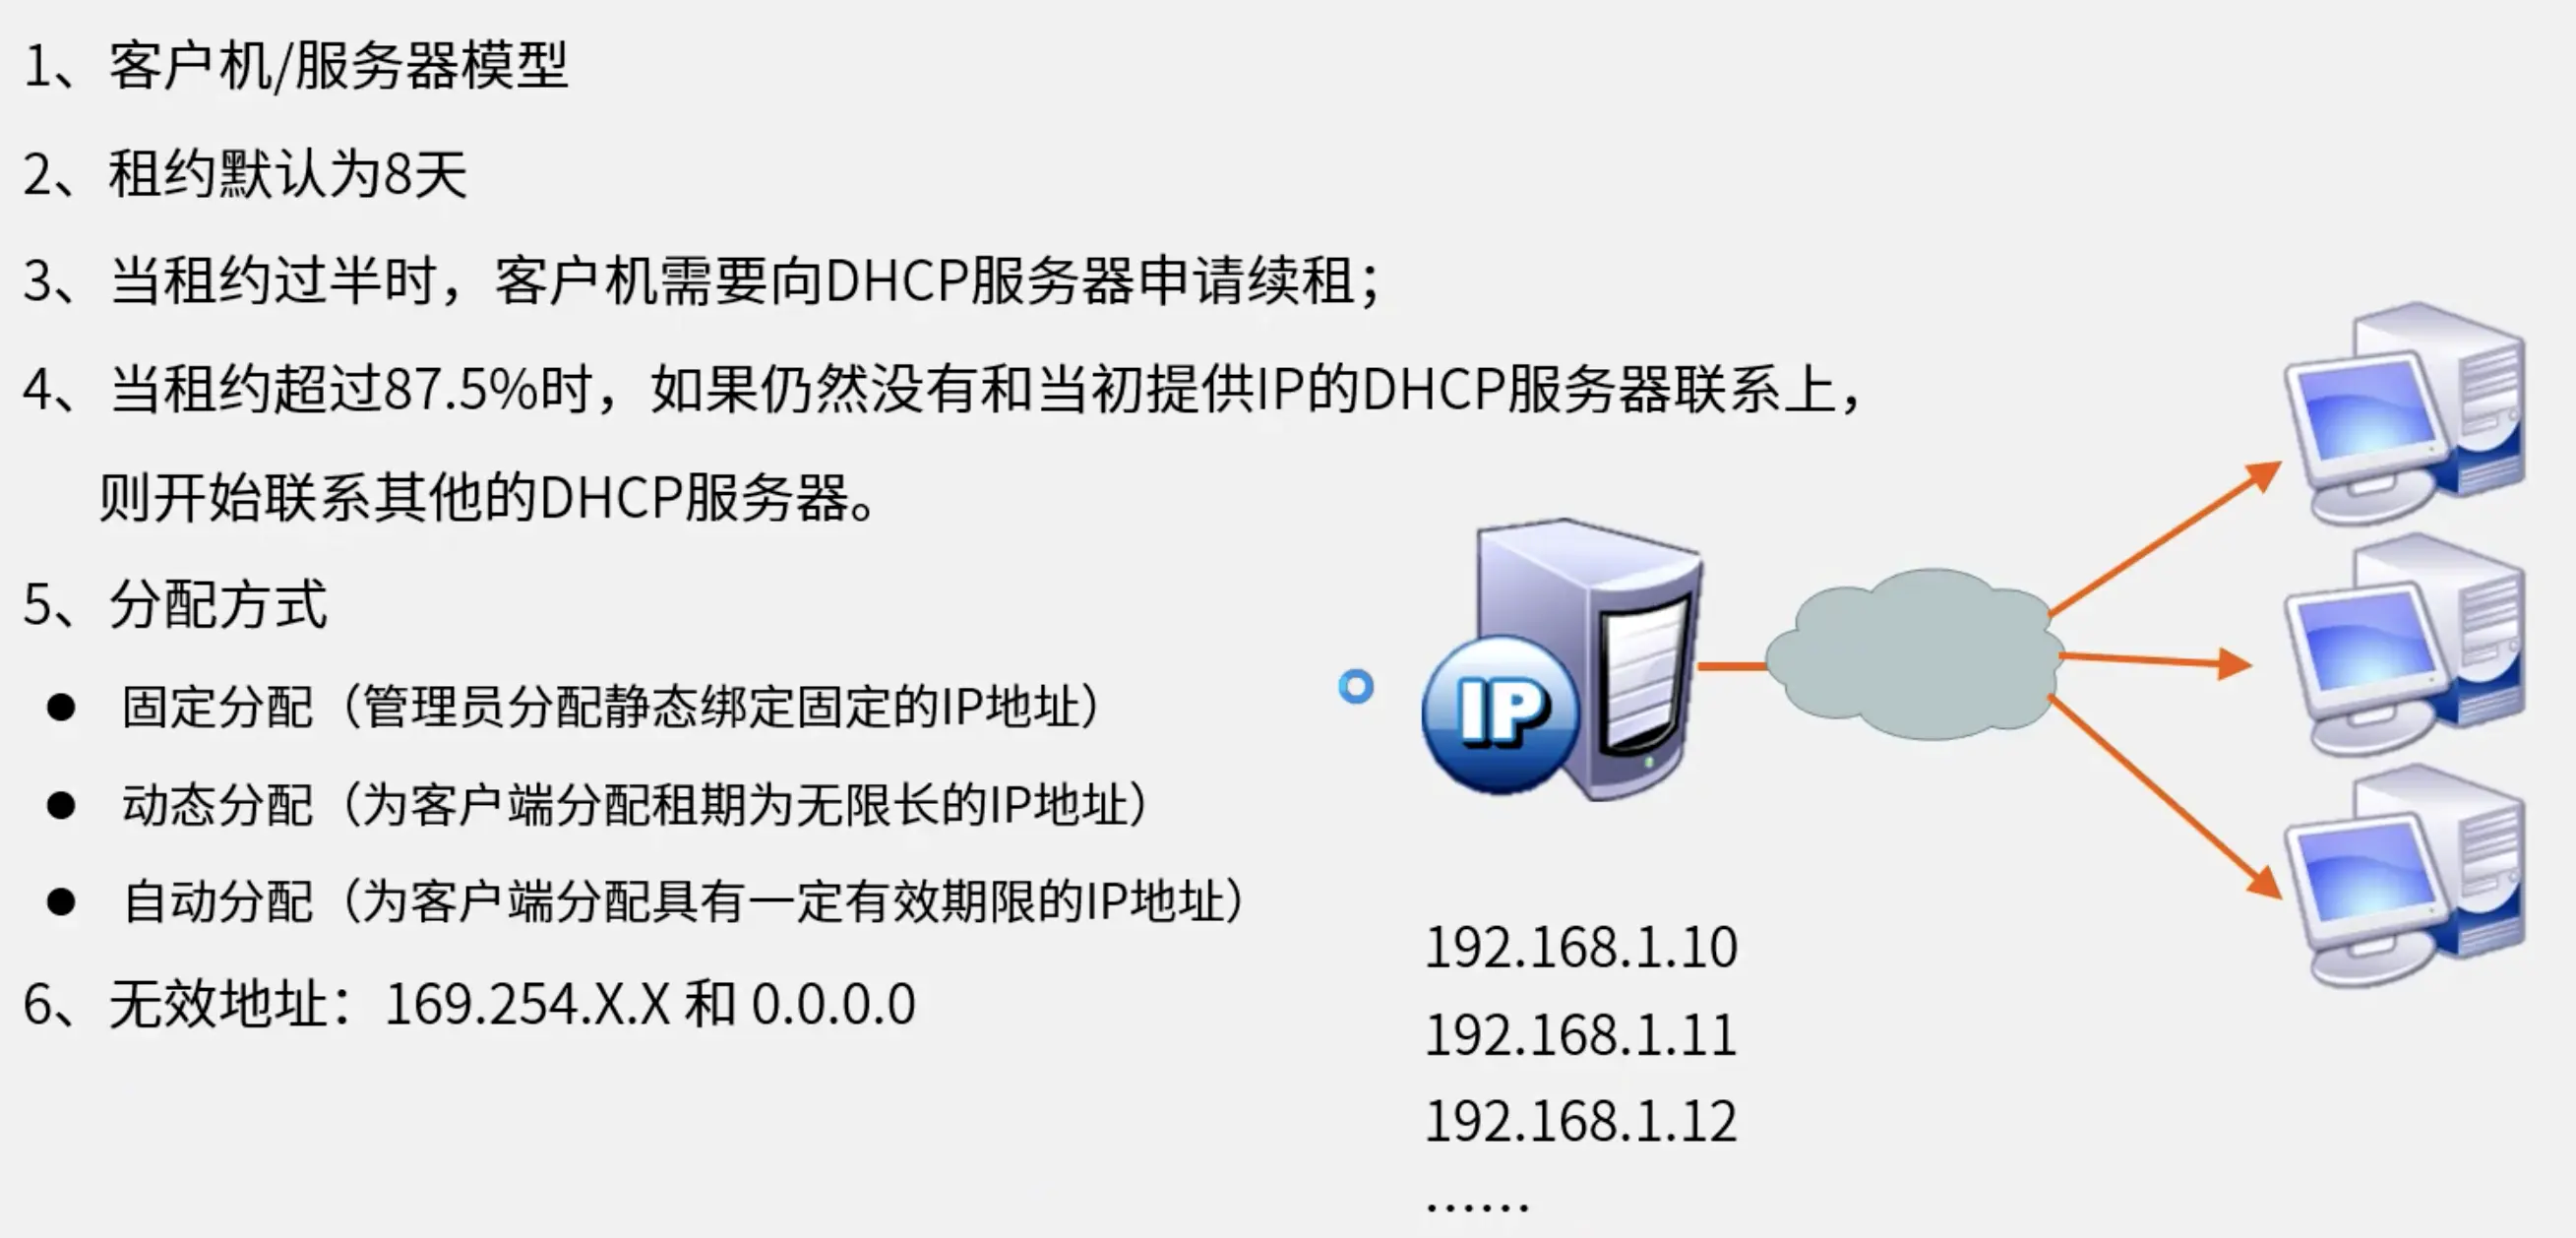 1、客户机/服务器模型
2、租约默认为8天
3、当租约过半时，客户机需要向DHCP服务器申请续租；
4、当租约超过87.5%时，如果仍然没有和当初提供IP的DHCP服务器联系上，
则开始联系其他的DHCP服务器。
5、分配方式
● 固定分配（管理员分配静态绑定固定的IP地址）
● 动态分配（为客户端分配租期为无限长的IP地址）
● 自动分配（为客户端分配具有一定有效期限的IP地址）
6、无效地址：169.254.X.X 和 0.0.0.0
IP
192.168.1.10
192.168.1.11
192.168.1.12
……